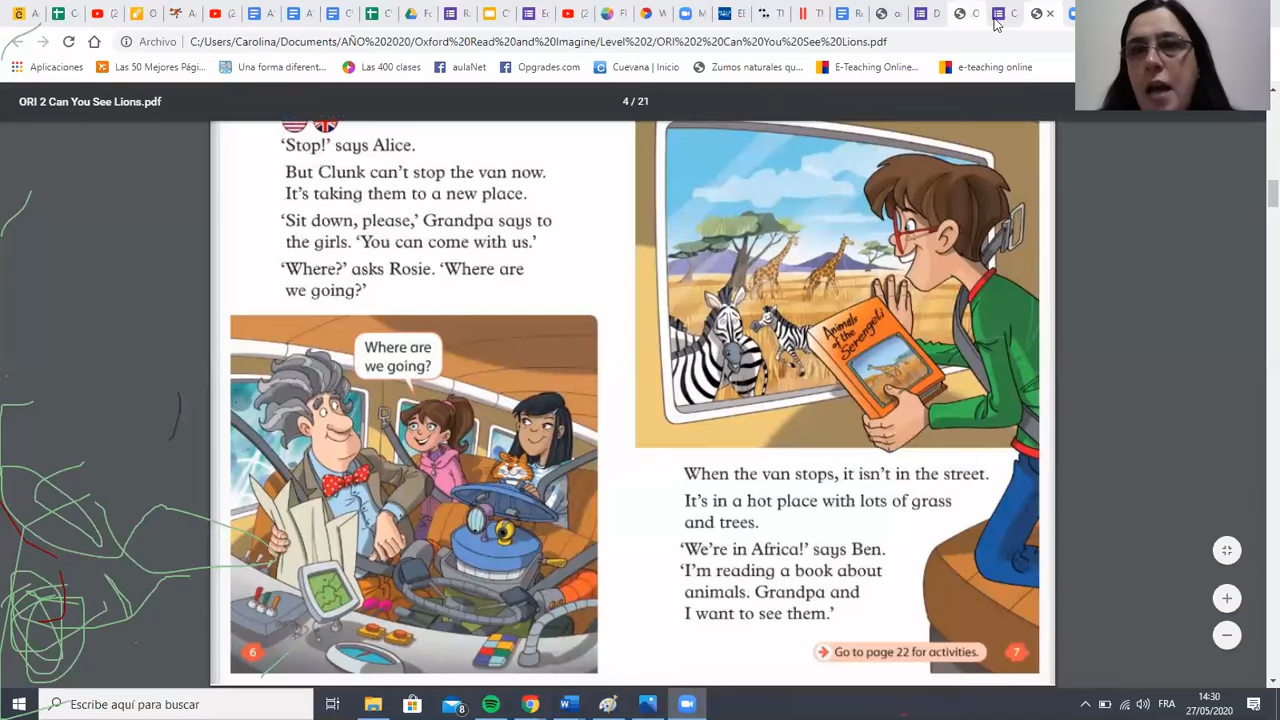 Archivo
C:/Users/Carolina/Documents/AÑO%202020/Oxford%20Read%20and%20Imagine/Level%202/ORI%202%20Can%20You%20See%20Lions.pdf
Aplicaciones
Las 50 Mejores Pág...
Una forma diferent...
Las 400 clases
aulaNet
Opgrades.com
Cuevana | Inicio
Zumos naturales qu...
E-Teaching Online...
e-teaching online
ORI 2 Can You See Lions.pdf
4 / 21
‘Stop!’ says Alice.
But Clunk can’t stop the van now.
It’s taking them to a new place.
‘Sit down, please,’ Grandpa says to
the girls. ‘You can come with us.’
‘Where?’ asks Rosie. ‘Where are
we going?’
Where are
we going?
6
Animals
of the
Serengeti
When the van stops, it isn’t in the street.
It’s in a hot place with lots of grass
and trees.
‘We’re in Africa!’ says Ben.
‘I’m reading a book about
animals. Grandpa and
I want to see them.’
Go to page 22 for activities.
7
Escribe aquí para buscar
8
FRA
14:30
27/05/2020